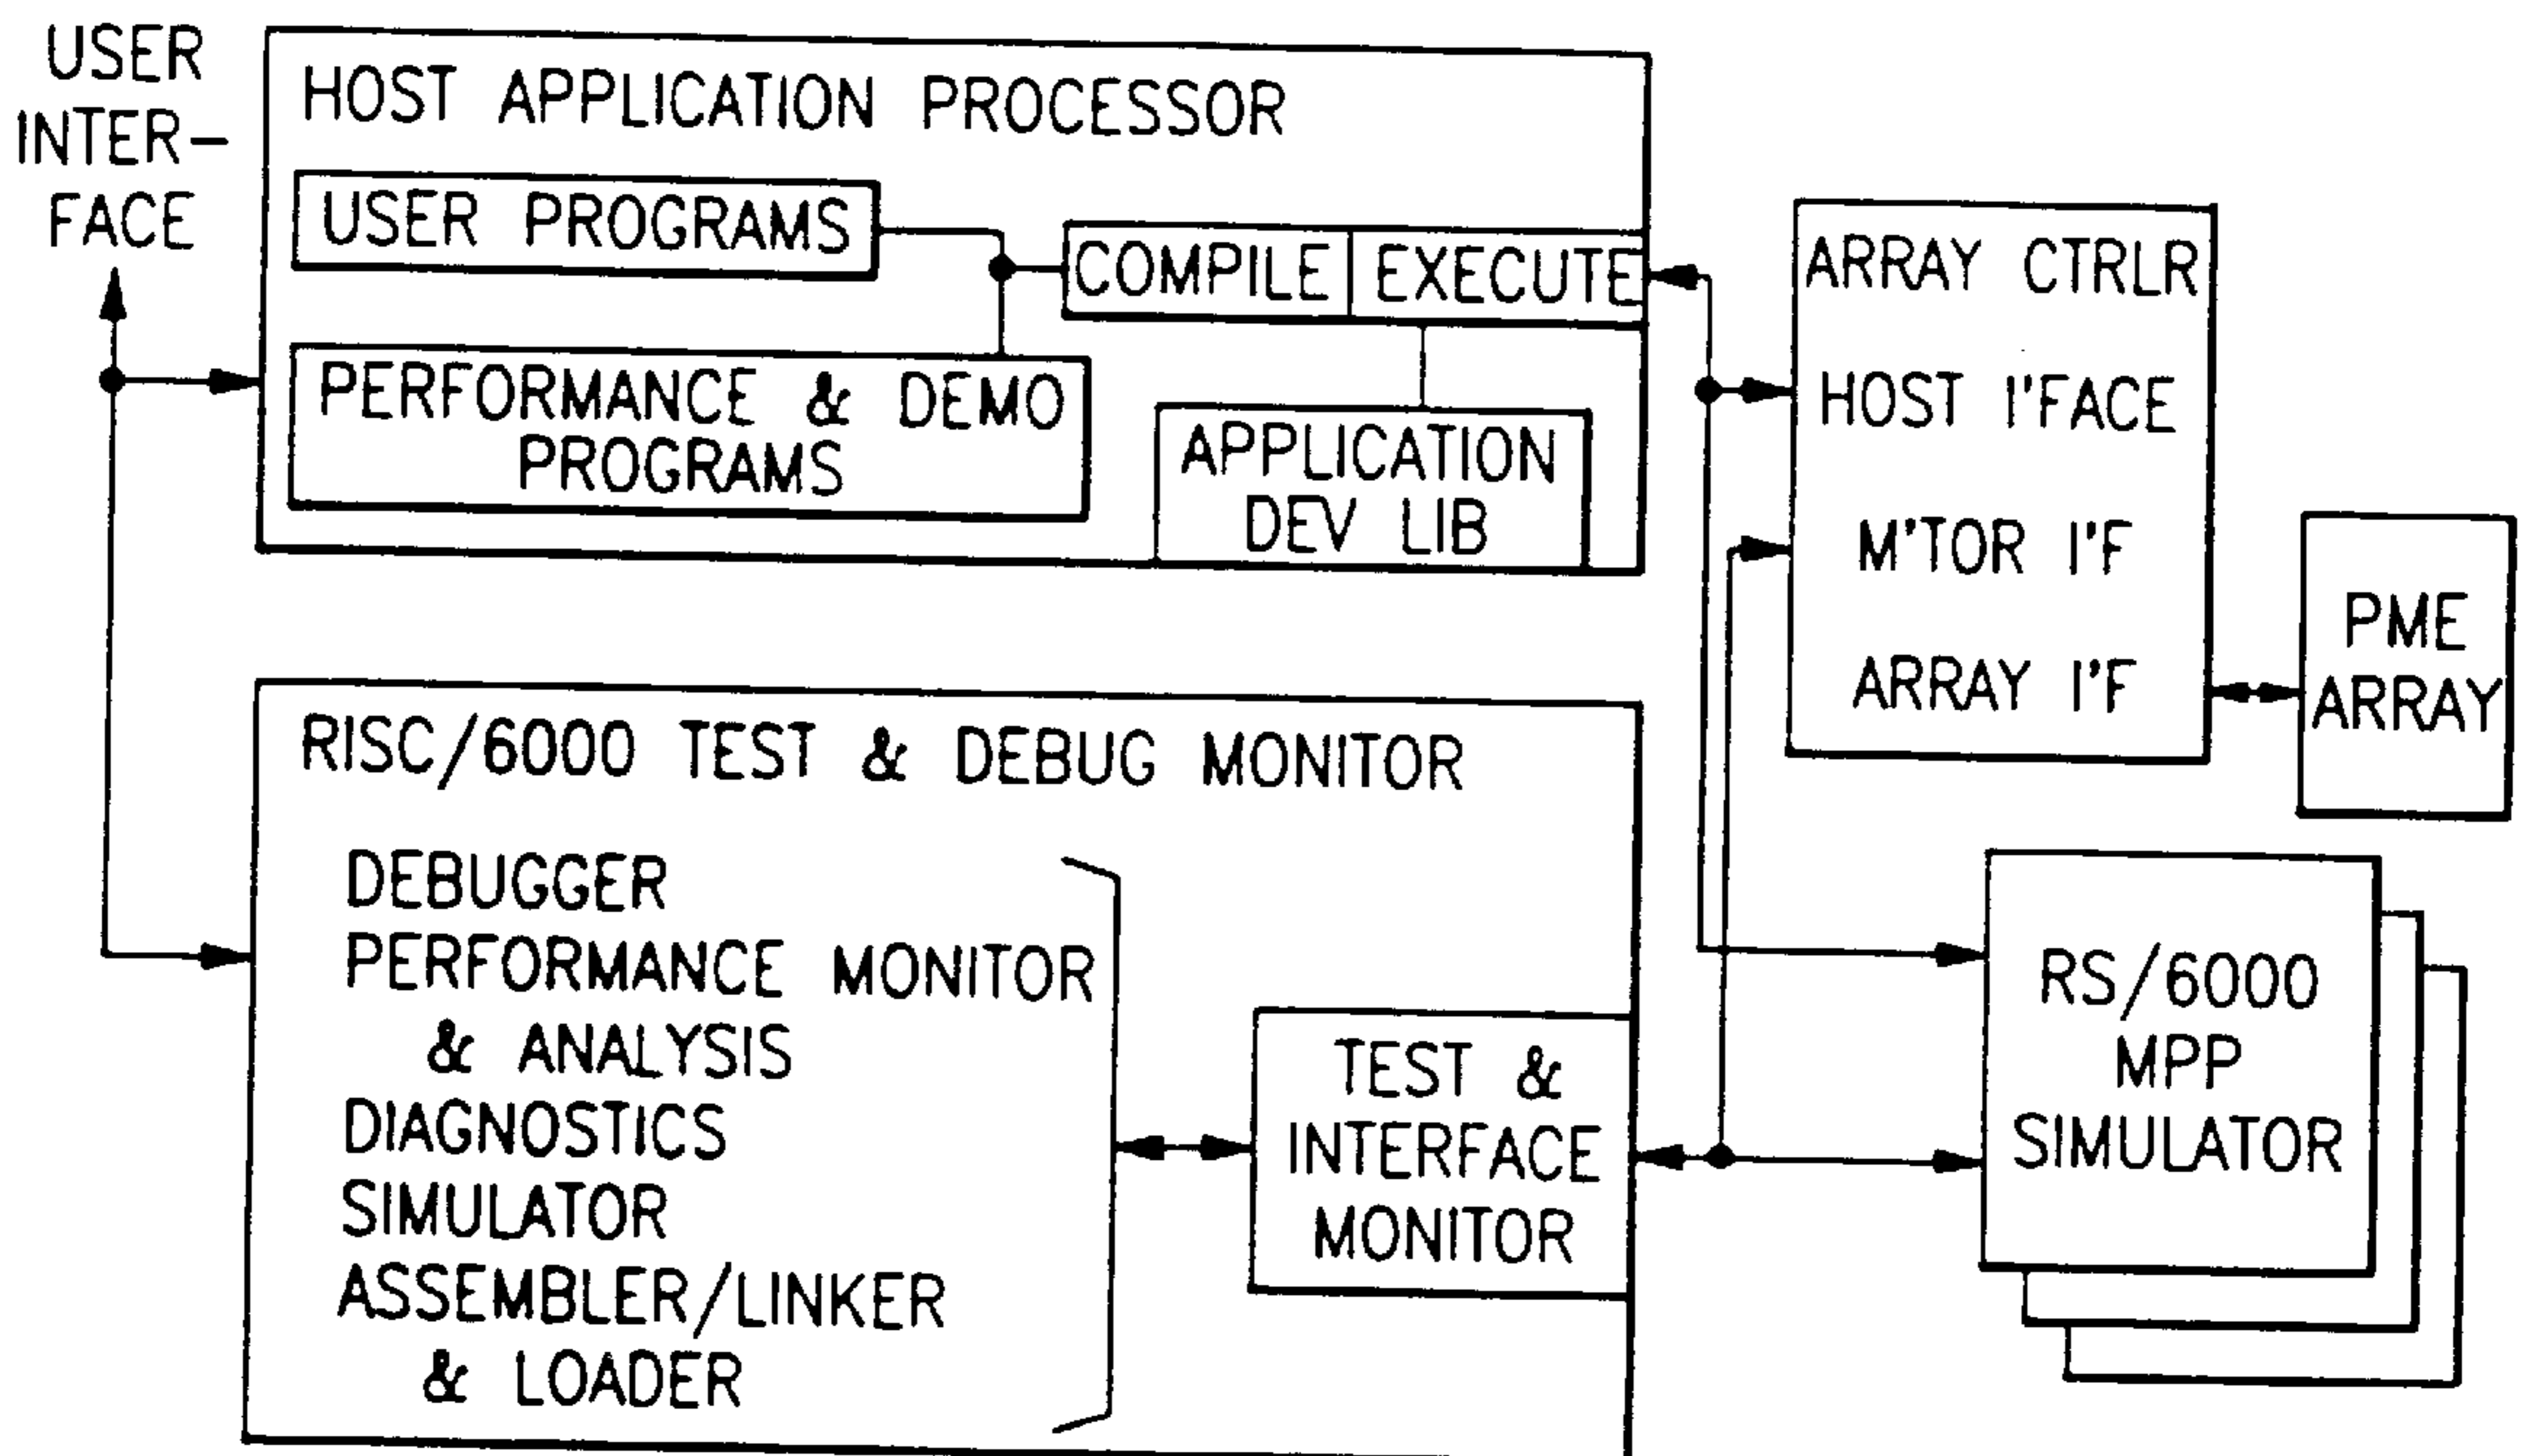 USER
INTER-
FACE
HOST APPLICATION PROCESSOR
USER PROGRAMS
COMPILE
EXECUTE
PERFORMANCE & DEMO
PROGRAMS
APPLICATION
DEV LIB
ARRAY CTRLR
HOST I'FACE
M'TOR I'F
ARRAY I'F
PME
ARRAY
RISC/6000 TEST & DEBUG MONITOR
DEBUGGER
PERFORMANCE MONITOR
& ANALYSIS
DIAGNOSTICS
SIMULATOR
ASSEMBLER/LINKER
& LOADER
TEST &
INTERFACE
MONITOR
RS/6000
MPP
SIMULATOR